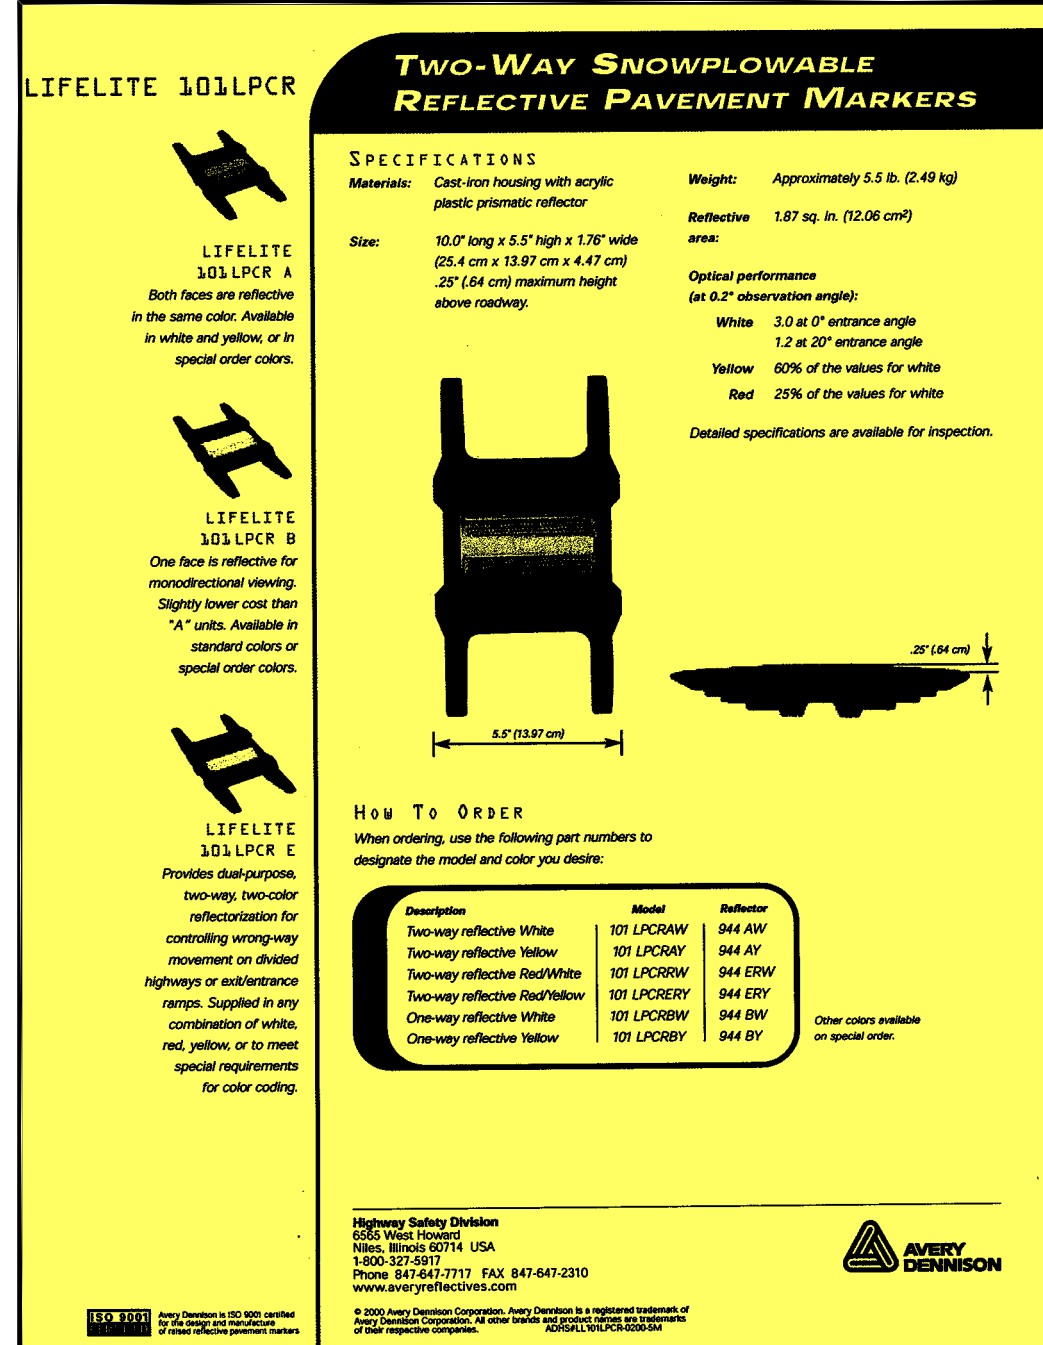 LIFELITE 101LPCR
TWO-WAY SNOWPLOWABLE
REFLECTIVE PAVEMENT MARKERS
LIFELITE
101LPCR A
Both faces are reflective
in the same color. Available
in white and yellow, or in
special order colors.
LIFELITE
101LPCR B
One face is reflective for
monodirectional viewing.
Slightly lower cost than
"A" units. Available in
standard colors or
special order colors.
LIFELITE
101LPCR E
Provides dual-purpose,
two-way, two-color
reflectorization for
controlling wrong-way
movement on divided
highways or exit/entrance
ramps. Supplied in any
combination of white,
red, yellow, or to meet
special requirements
for color coding.
SPECIFICATIONS
Materials: Cast-iron housing with acrylic
plastic prismatic reflector
Size: 10.0" long x 5.5" high x 1.76" wide
(25.4 cm x 13.97 cm x 4.47 cm)
.25" (.64 cm) maximum height
above roadway.
Weight: Approximately 5.5 lb. (2.49 kg)
Reflective 1.87 sq. in. (12.06 cm²)
area:
Optical performance
(at 0.2° observation angle):
White 3.0 at 0° entrance angle
1.2 at 20° entrance angle
Yellow 60% of the values for white
Red 25% of the values for white
Detailed specifications are available for inspection.
.25" (.64 cm)
5.5" (13.97 cm)
HOW TO ORDER
When ordering, use the following part numbers to
designate the model and color you desire:
Description Model Reflector
Two-way reflective White 101 LPCRAW 944 AW
Two-way reflective Yellow 101 LPCRAY 944 AY
Two-way reflective Red/White 101 LPCRRW 944 ERW
Two-way reflective Red/Yellow 101 LPCRERY 944 ERY
One-way reflective White 101 LPCRBW 944 BW
One-way reflective Yellow 101 LPCRBY 944 BY
Other colors available
on special order.
Highway Safety Division
6565 West Howard
Niles, Illinois 60714 USA
1-800-327-5917
Phone 847-647-7717 FAX 847-647-2310
www.averyreflectives.com
AVERY
DENNISON
© 2000 Avery Dennison Corporation. Avery Dennison is a registered trademark of
Avery Dennison Corporation. All other brands and product names are trademarks
of their respective companies. ADHS#LL101LPCR-0200-5M
ISO 9001
Avery Dennison is ISO 9001 certified
for the design and manufacture
of raised reflective pavement markers